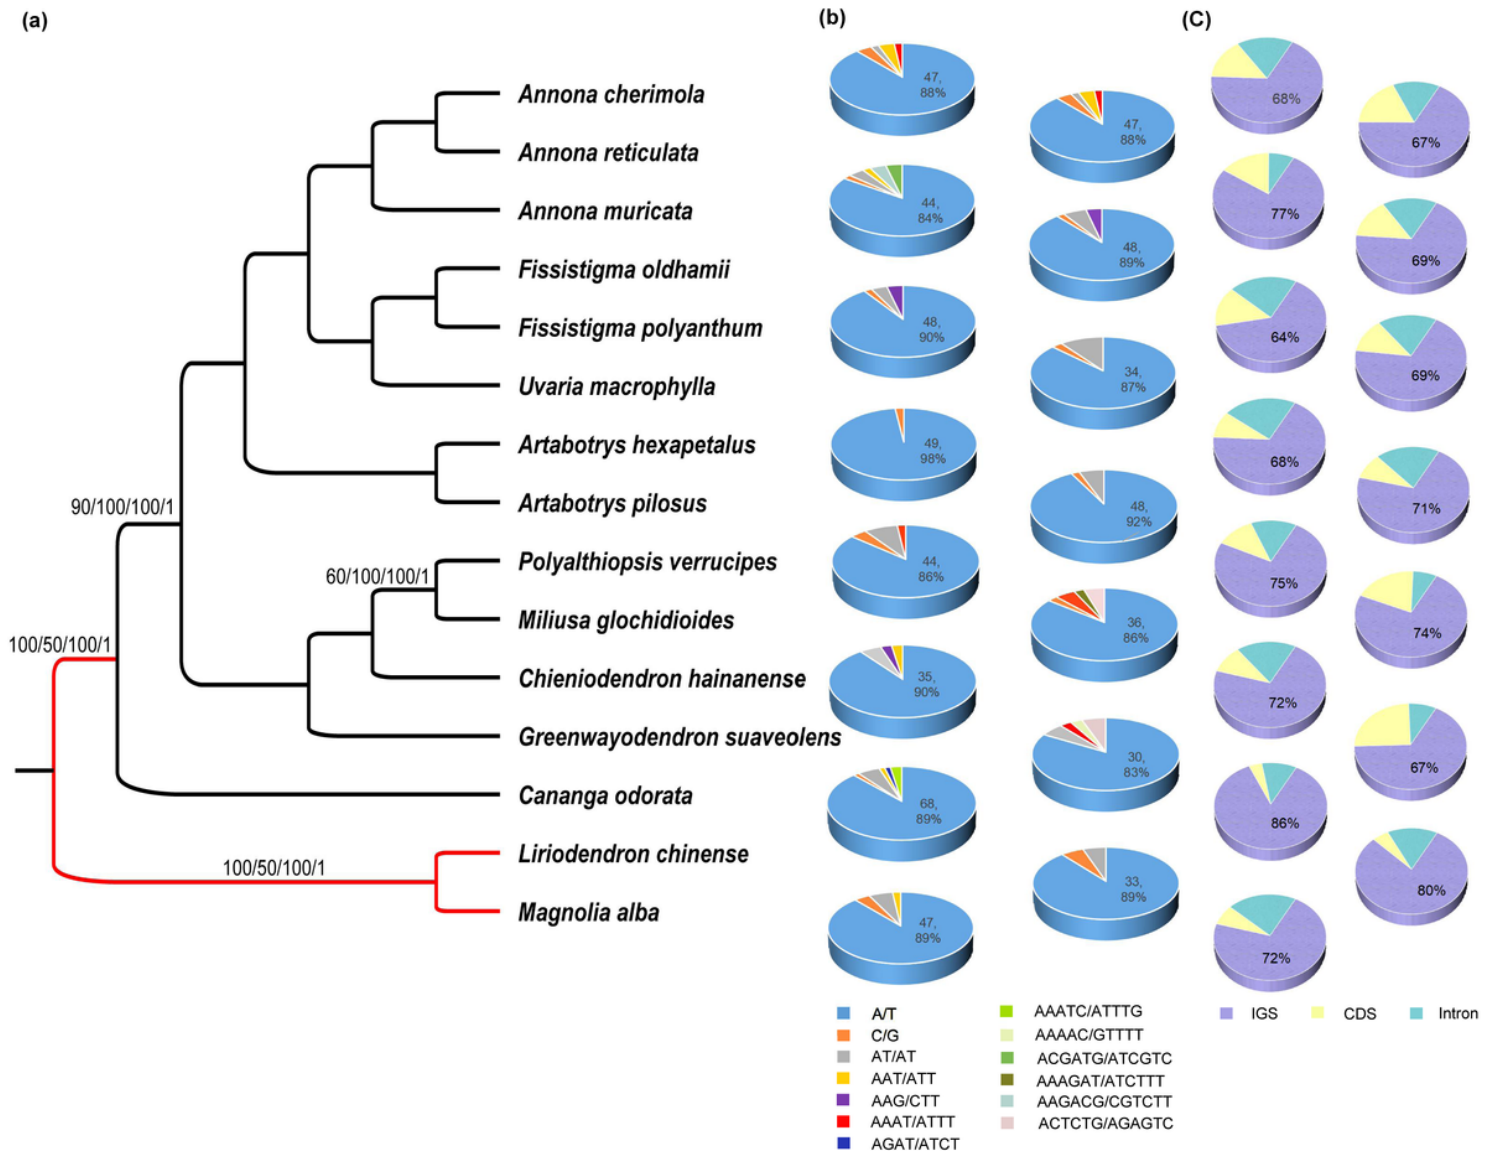 (a)
Annona cherimola
Annona reticulata
Annona muricata
Fissistigma oldhamii
Fissistigma polyanthum
Uvaria macrophylla
Artabotrys hexapetalus
Artabotrys pilosus
Polyalthiopsis verrucipes
Miliusa glochidioides
Chieniodendron hainanense
Greenwayodendron suaveolens
Cananga odorata
Liriodendron chinense
Magnolia alba
90/100/100/1
60/100/100/1
100/50/100/1
100/50/100/1
(b)
47,
88%
47,
88%
44,
84%
48,
89%
48,
90%
34,
87%
49,
98%
48,
92%
44,
86%
36,
86%
35,
90%
30,
83%
68,
89%
33,
89%
47,
89%
A/T
C/G
AT/AT
AAT/ATT
AAG/CTT
AAAT/ATTT
AGAT/ATCT
AAATC/ATTTG
AAAAC/GTTTT
ACGATG/ATCGTC
AAAGAT/ATCTTT
AAGACG/CGTCTT
ACTCTG/AGAGTC
(C)
68%
67%
77%
69%
64%
69%
68%
71%
75%
74%
72%
67%
86%
80%
72%
IGS
CDS
Intron